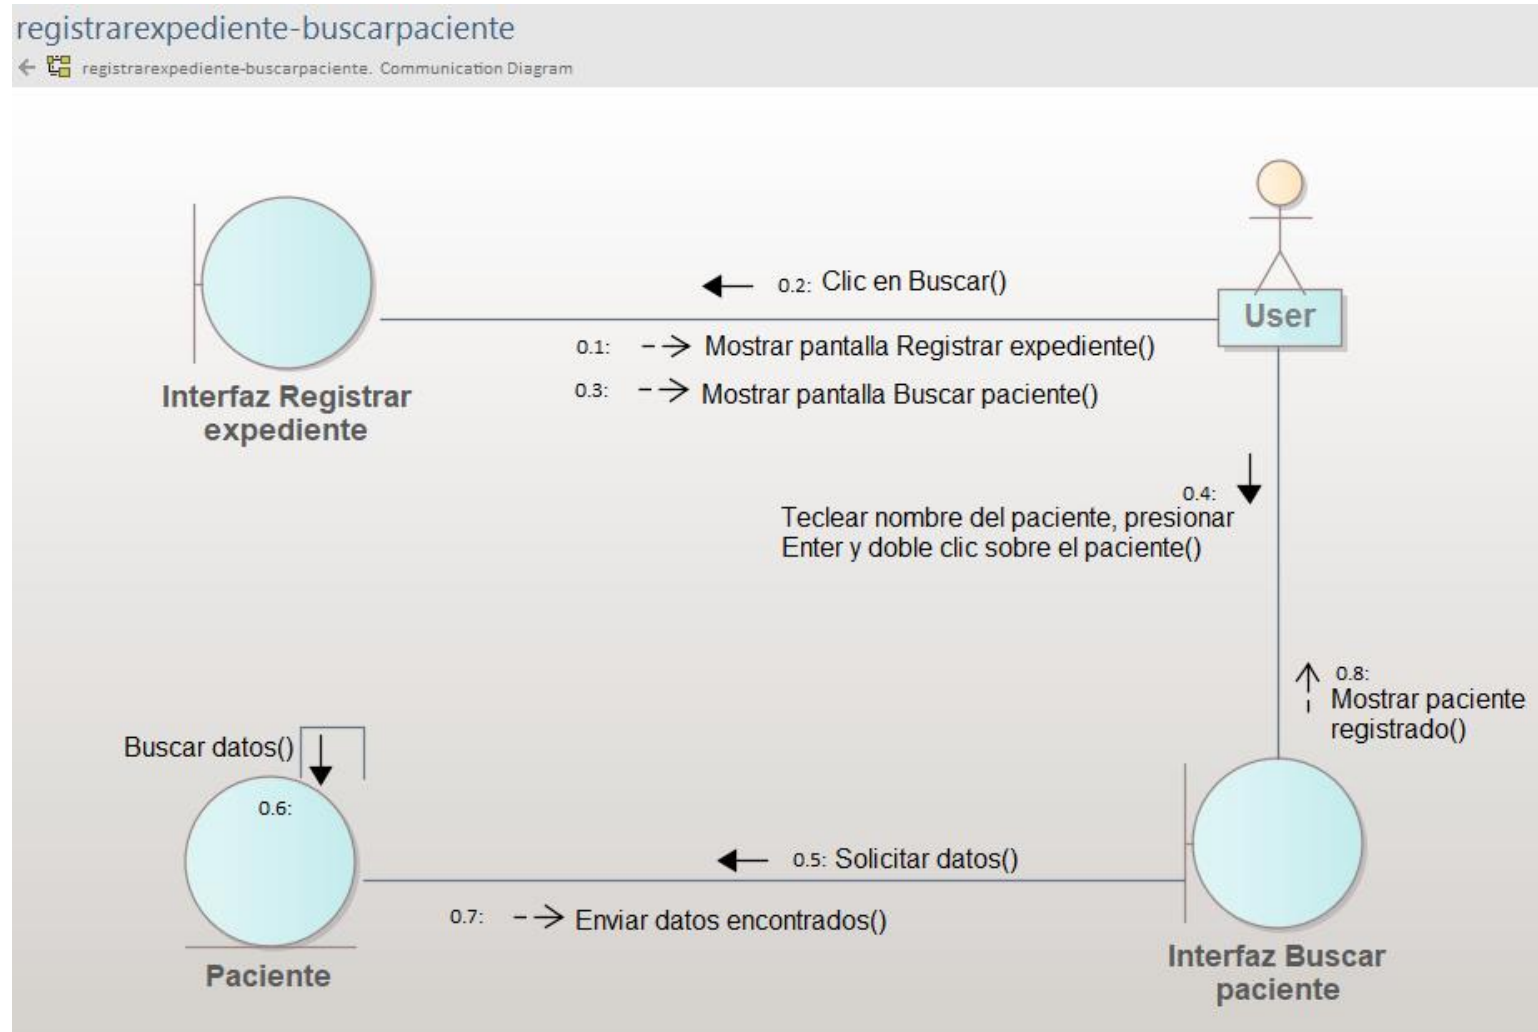 registrarexpediente-buscarpaciente
registrarexpediente-buscarpaciente. Communication Diagram
0.2: Clic en Buscar()
User
0.1: Mostrar pantalla Registrar expediente()
0.3: Mostrar pantalla Buscar paciente()
Interfaz Registrar
expediente
0.4:
Teclear nombre del paciente, presionar
Enter y doble clic sobre el paciente()
0.8:
Mostrar paciente
registrado()
Buscar datos()
0.6:
0.5: Solicitar datos()
0.7: Enviar datos encontrados()
Paciente
Interfaz Buscar
paciente